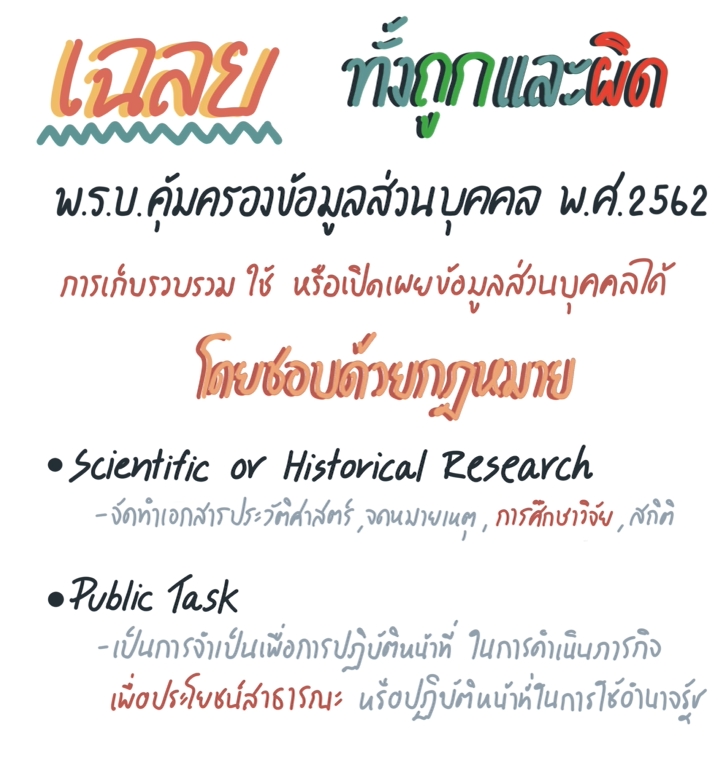 เฉลย ทั้งถูกและผิด
พ.ร.บ.คุ้มครองข้อมูลส่วนบุคคล พ.ศ.2562
การเก็บรวบรวม ใช้ หรือเปิดเผยข้อมูลส่วนบุคคลได้
โดยชอบด้วยกฎหมาย
• Scientific or Historical Research
-จัดทำเอกสารประวัติศาสตร์,จดหมายเหตุ,การศึกษาวิจัย,สถิติ
• Public Task
-เป็นการจำเป็นเพื่อการปฏิบัติหน้าที่ ในการดำเนินภารกิจ
เพื่อประโยชน์สาธารณะ หรือปฏิบัติหน้าที่ในการใช้อำนาจรัฐ